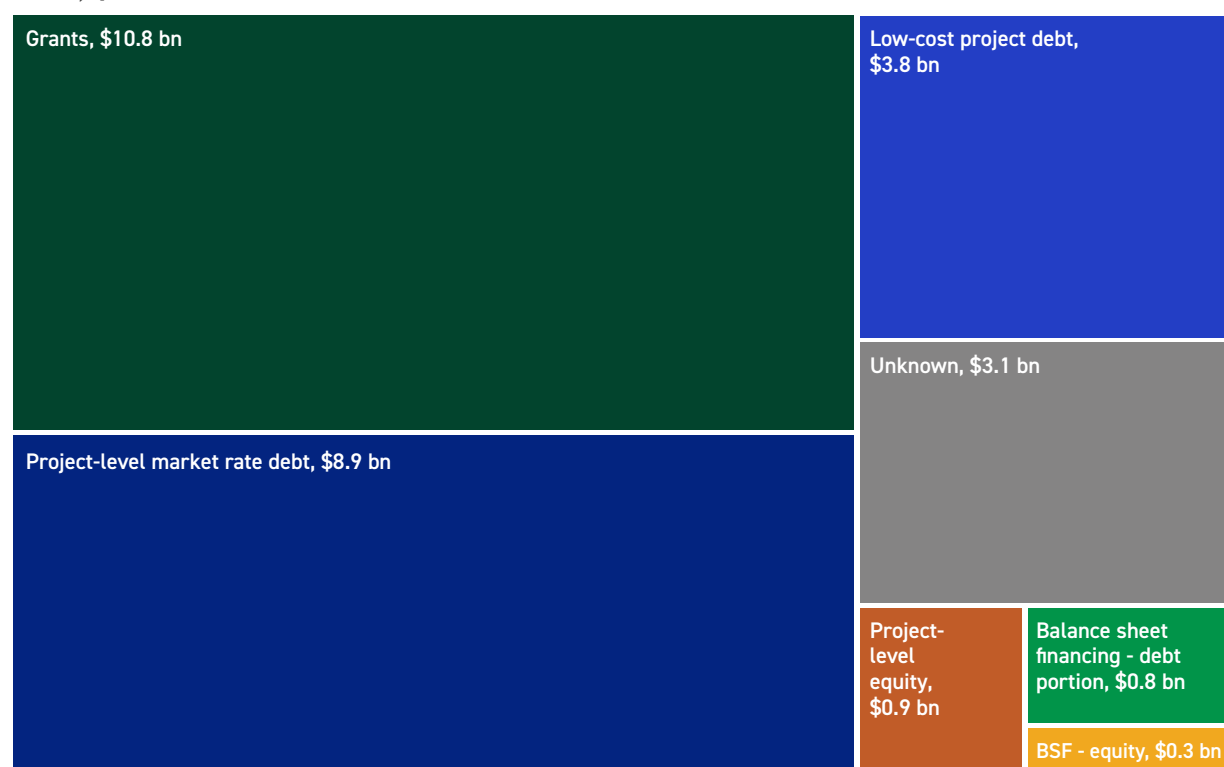 Grants, $10.8 bn
Low-cost project debt,
$3.8 bn
Unknown, $3.1 bn
Project-level market rate debt, $8.9 bn
Project-
level
equity,
$0.9 bn
Balance sheet
financing - debt
portion, $0.8 bn
BSF - equity, $0.3 bn